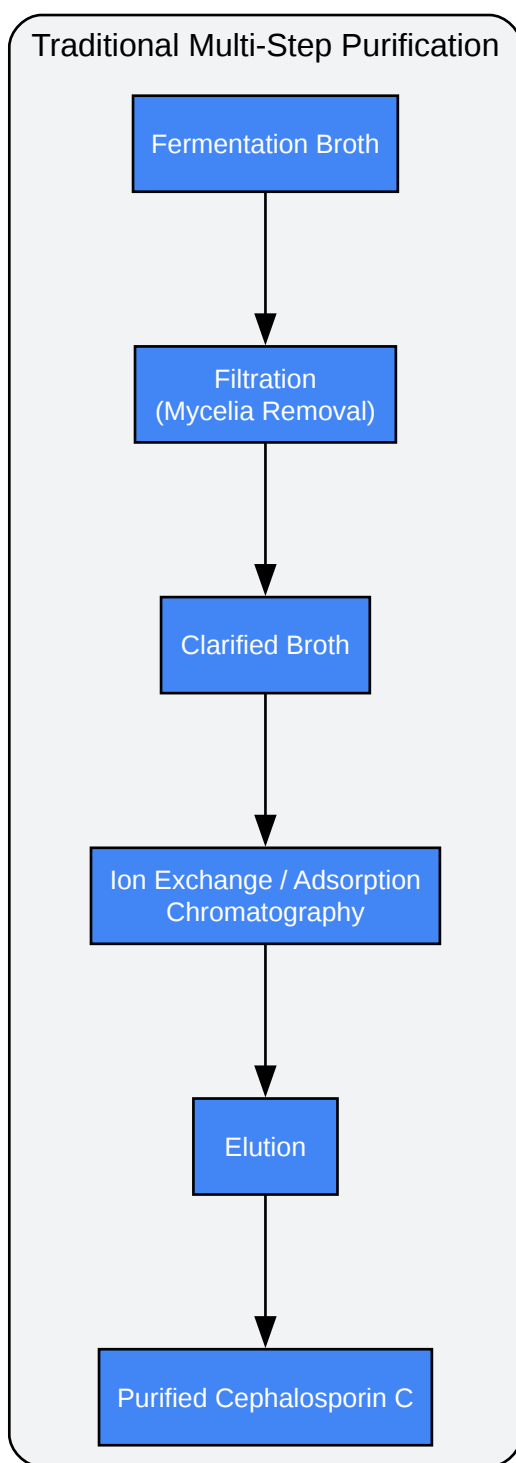 Traditional Multi-Step Purification
Fermentation Broth
Filtration
(Mycelia Removal)
Clarified Broth
Ion Exchange / Adsorption
Chromatography
Elution
Purified Cephalosporin C